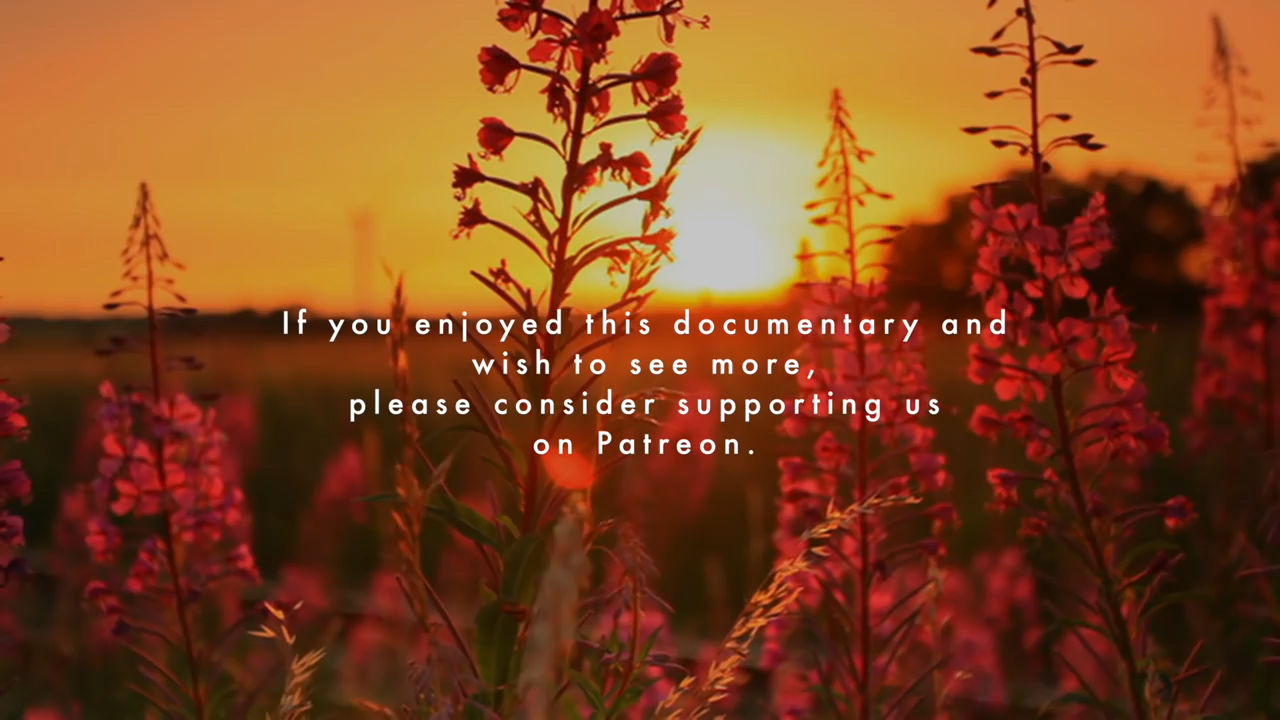 If you enjoyed this documentary and
wish to see more,
please consider supporting us
on Patreon.